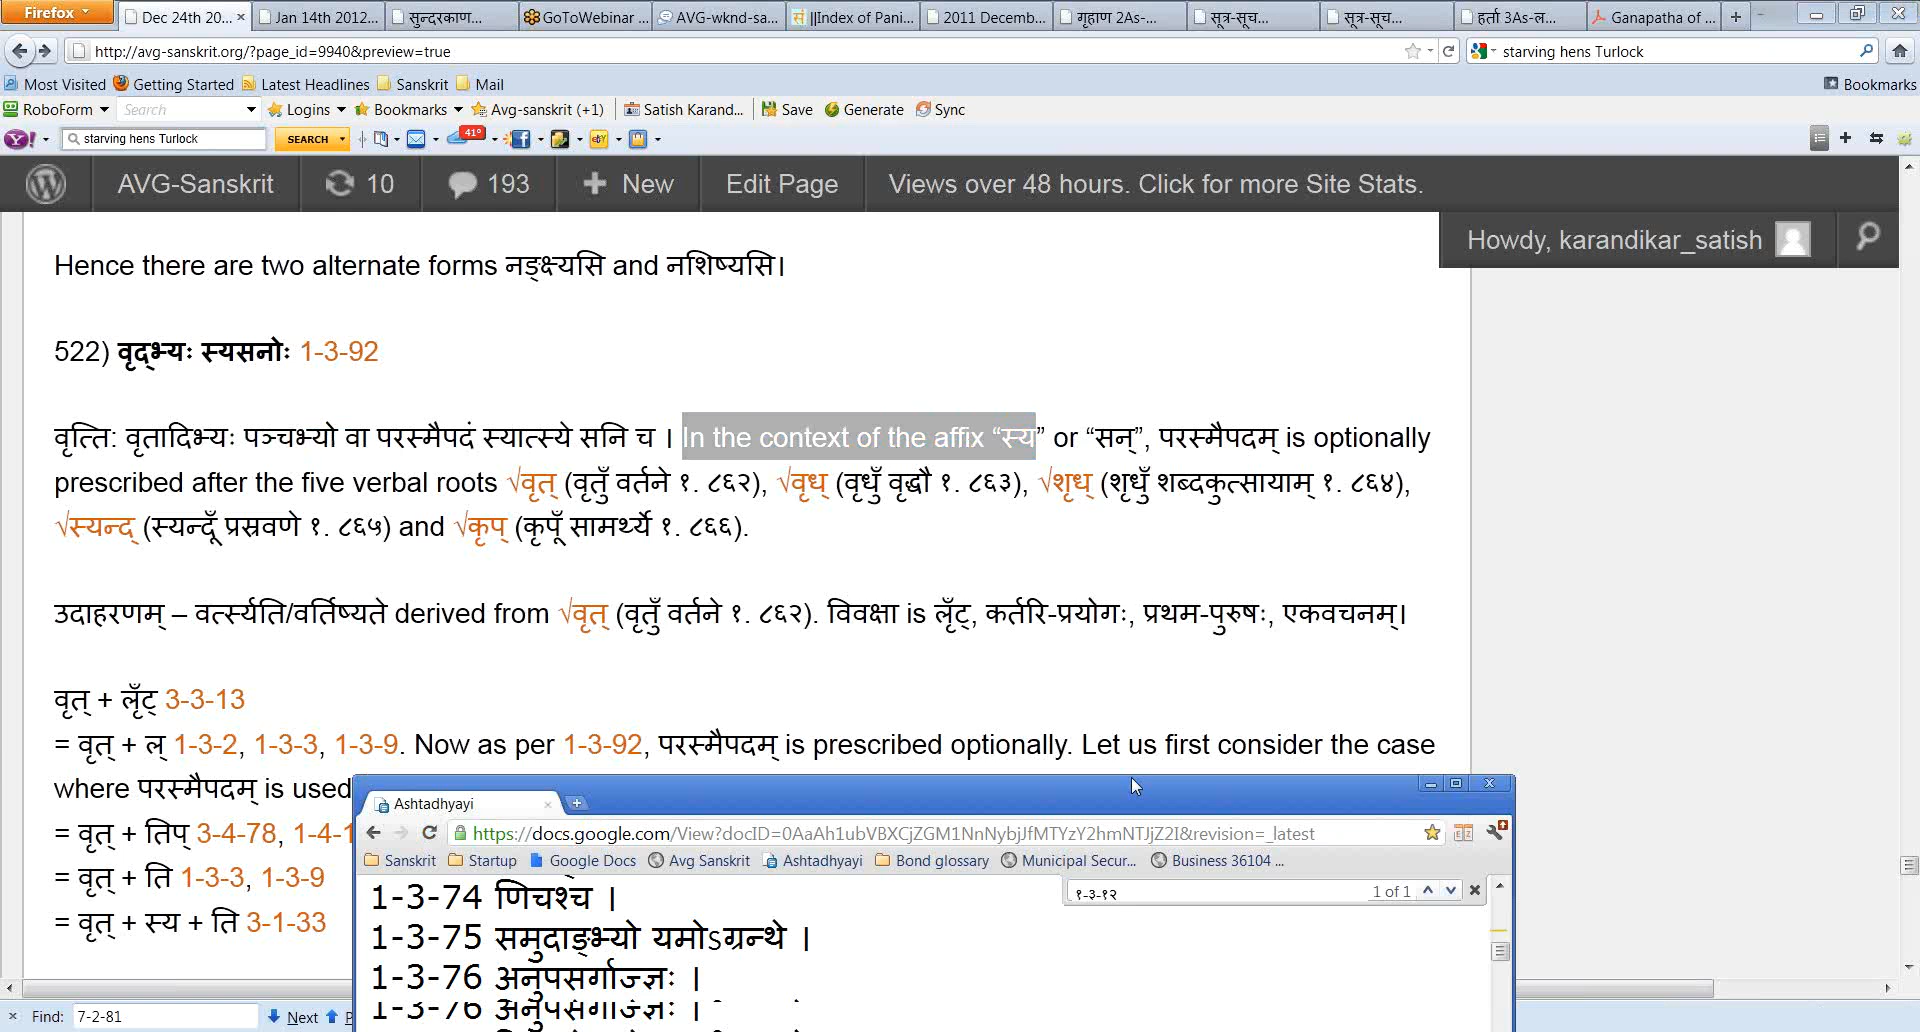 Firefox
Dec 24th 20...
Jan 14th 2012...
सुन्दरकाण...
GoToWebinar ...
AVG-wknd-sa...
||Index of Pani...
2011 Decemb...
गृहाण 2As-...
सूत्र-सूच...
सूत्र-सूच...
हर्ता 3As-ल...
Ganapatha of ...
http://avg-sanskrit.org/?page_id=9940&preview=true
starving hens Turlock
Most Visited Getting Started Latest Headlines Sanskrit Mail
Bookmarks
RoboForm Search Logins Bookmarks Avg-sanskrit (+1) Satish Karand... Save Generate Sync
starving hens Turlock SEARCH 41°
AVG-Sanskrit 10 193 New Edit Page Views over 48 hours. Click for more Site Stats.
Howdy, karandikar_satish
Hence there are two alternate forms नङ्क्ष्यसि and नशिष्यसि।
522) वृद्भ्यः स्यसनोः 1-3-92
वृत्ति: वृतादिभ्यः पञ्चभ्यो वा परस्मैपदं स्यात्स्ये सनि च । In the context of the affix “स्य” or “सन्”, परस्मैपदम् is optionally
prescribed after the five verbal roots √वृत् (वृतुँ वर्तने १. ८६२), √वृध् (वृधुँ वृद्धौ १. ८६३), √शृध् (शृधुँ शब्दकुत्सायाम् १. ८६४),
√स्यन्द् (स्यन्दूँ प्रस्रवणे १. ८६५) and √कृप् (कृपूँ सामर्थ्ये १. ८६६).
उदाहरणम् – वर्त्स्यति/वर्तिष्यते derived from √वृत् (वृतुँ वर्तने १. ८६२). विवक्षा is लृँट्, कर्तरि-प्रयोगः, प्रथम-पुरुषः, एकवचनम्।
वृत् + लृँट् 3-3-13
= वृत् + ल् 1-3-2, 1-3-3, 1-3-9. Now as per 1-3-92, परस्मैपदम् is prescribed optionally. Let us first consider the case
where परस्मैपदम् is used
= वृत् + तिप् 3-4-78, 1-4-1
= वृत् + ति 1-3-3, 1-3-9
= वृत् + स्य + ति 3-1-33
Ashtadhyayi
https://docs.google.com/View?docID=0AaAh1ubVBXCjZGM1NnNybjJfMTYzY2hmNTJjZ2I&revision=_latest
Sanskrit Startup Google Docs Avg Sanskrit Ashtadhyayi Bond glossary Municipal Secur... Business 36104 ...
१-३-१२ 1 of 1
1-3-74 णिचश्च ।
1-3-75 समुदाङ्भ्यो यमोऽग्रन्थे ।
1-3-76 अनुपसर्गाज्ज्ञः ।
1-3-76 अनुपसर्गाज्ज्ञः ।
Find: 7-2-81 Next P